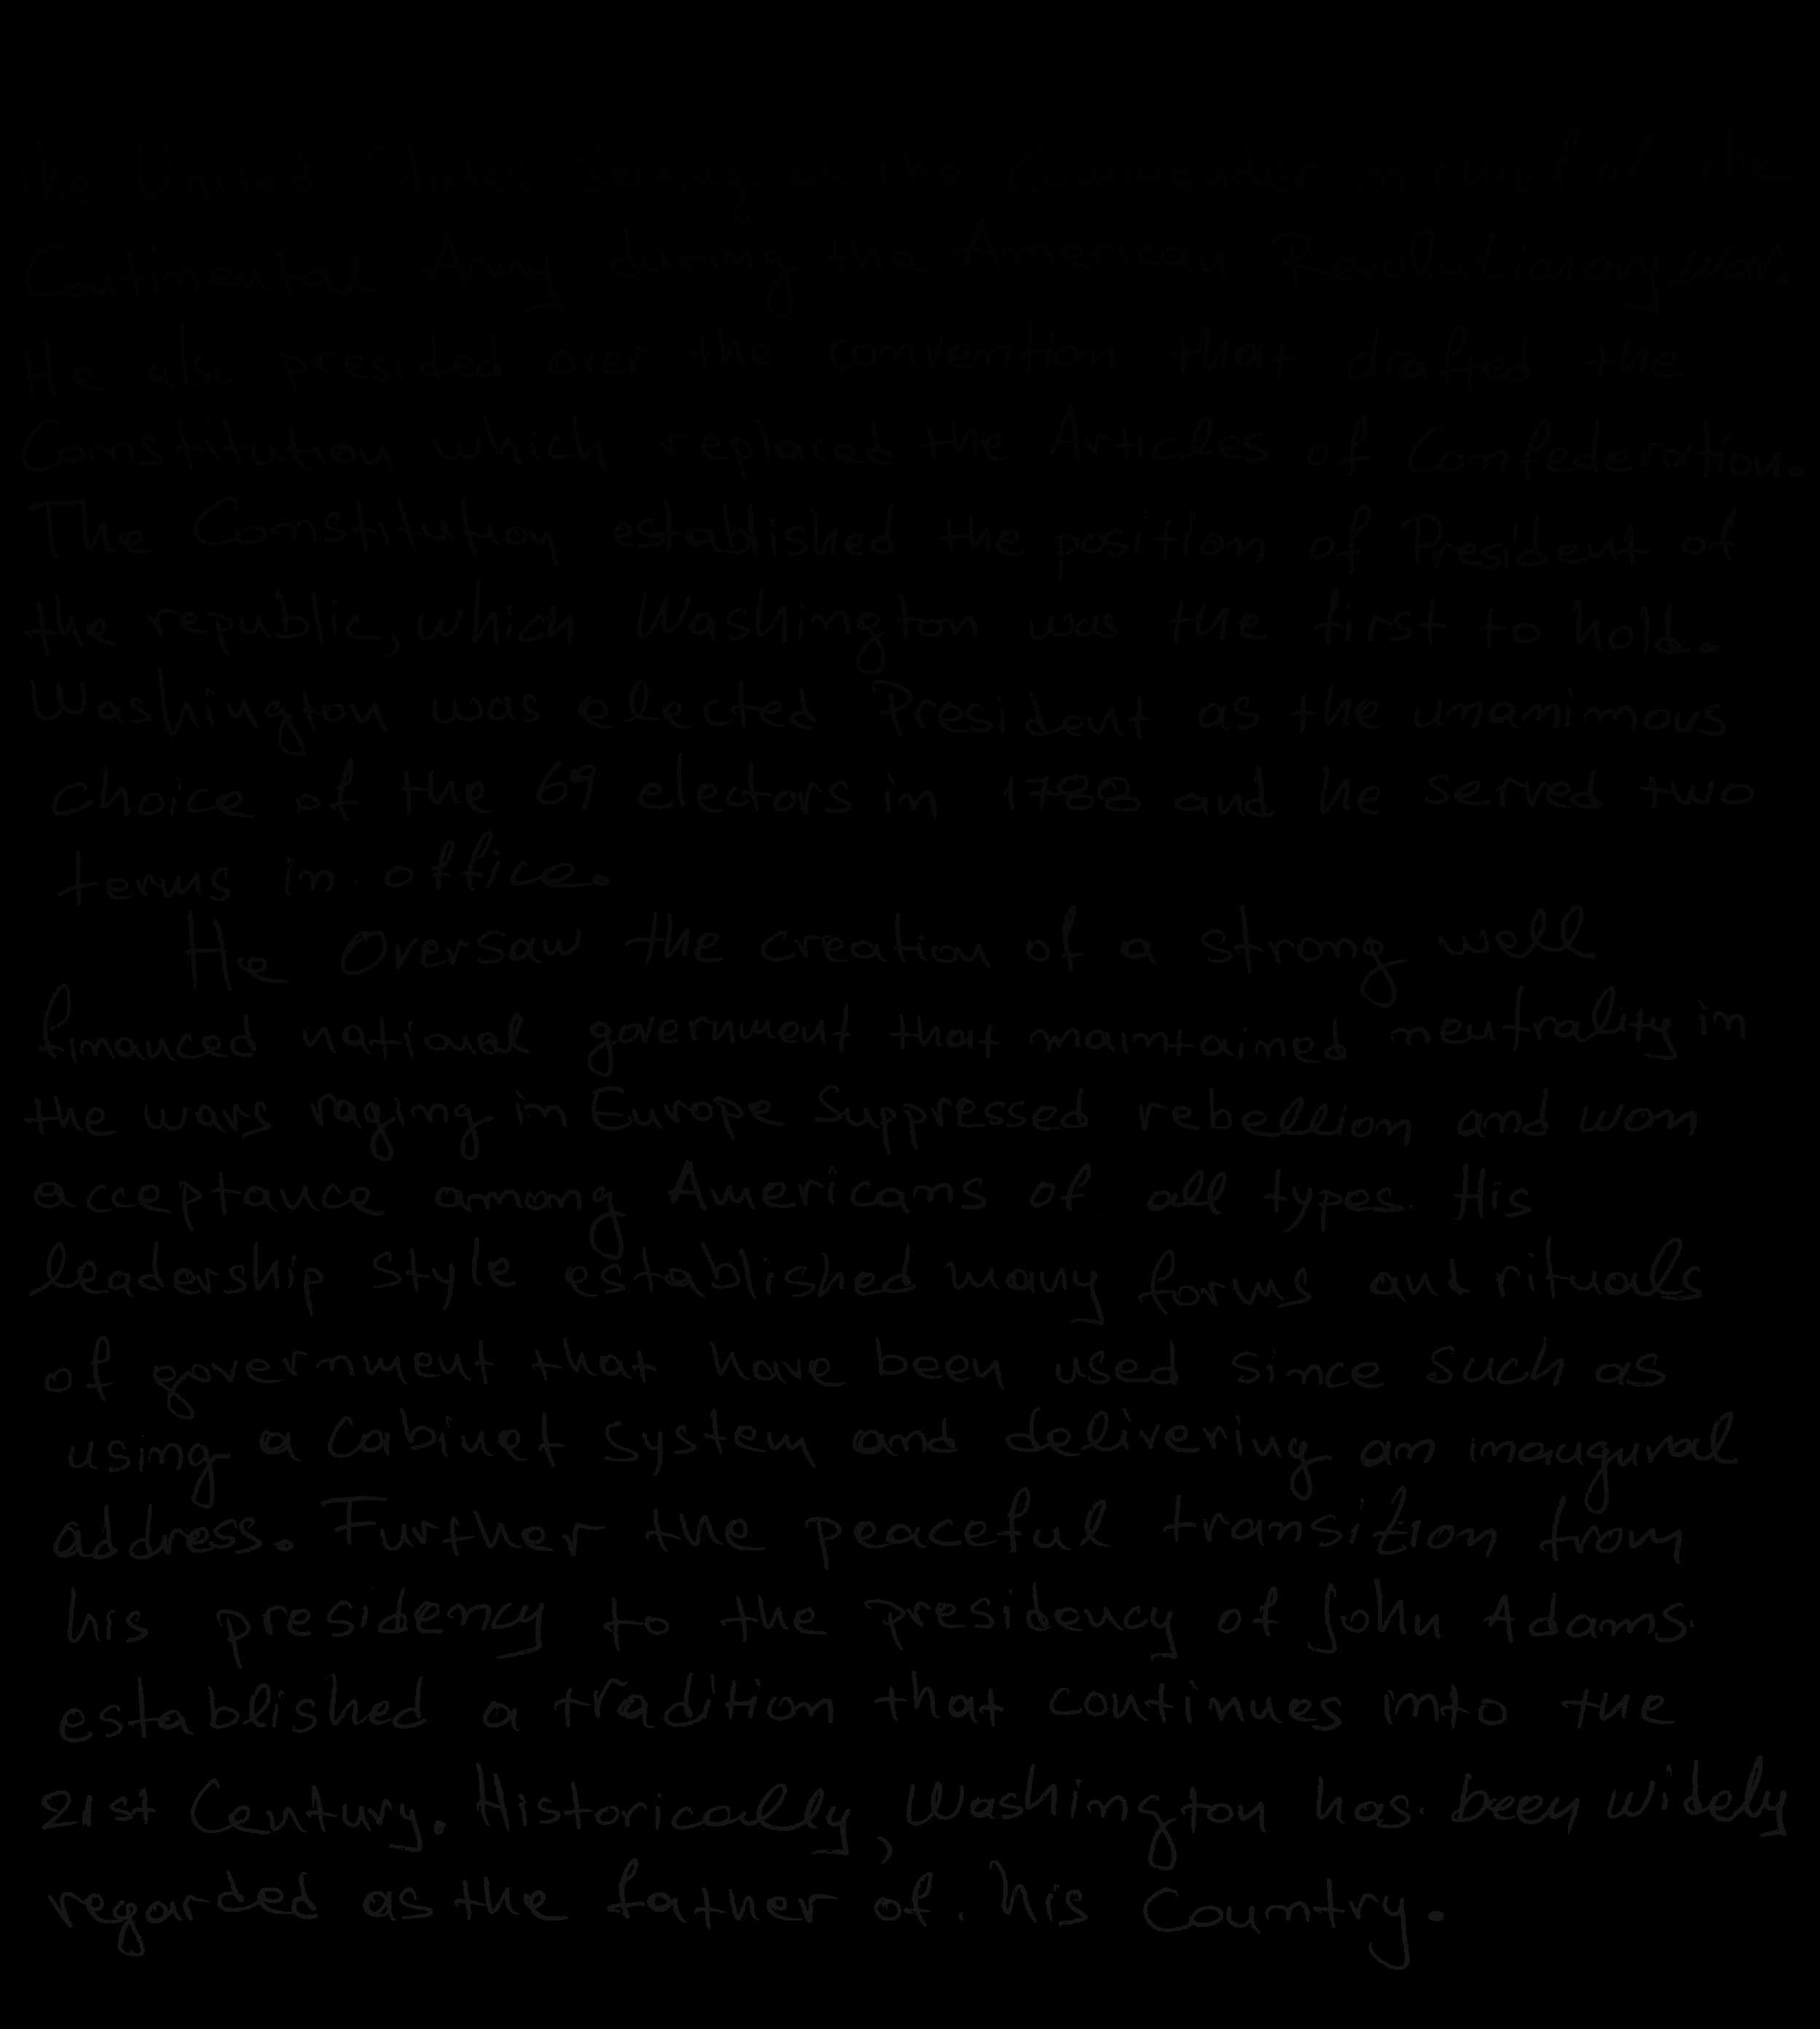 George Washington was one of the Founding Fathers of
the United States Serving as the Commander in chief of the
Continental Army during the American Revolutionary War.
He also presided over the convention that drafted the
Constitution which replaced the Articles of Confederation.
The Constitution established the position of President of
the republic, which Washington was the first to hold.
Washington was elected President as the unanimous
choice of the 69 electors in 1788 and he served two
terms in office.
He Oversaw the creation of a strong well
financed national government that maintained neutrality in
the wars raging in Europe Suppressed rebellion and won
acceptance among Americans of all types. His
leadership style established many forms and rituals
of government that have been used since such as
using a Cabinet system and delivering an inaugural
address. Further the peaceful transition from
his presidency to the presidency of John Adams
established a tradition that continues into the
21st Century. Historically, Washington has been widely
regarded as the father of his Country.